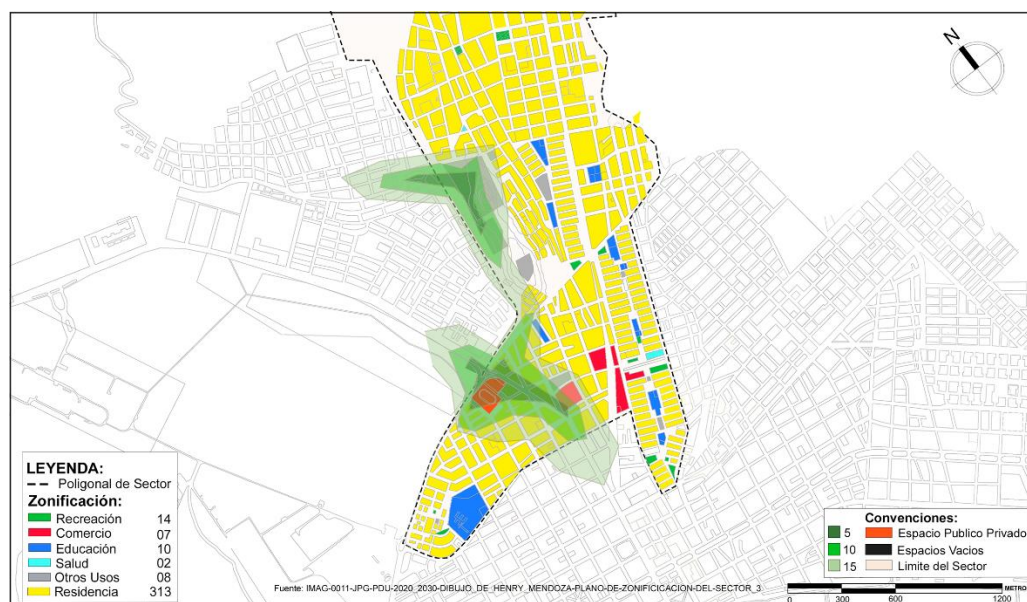 N
LEYENDA:
Poligonal de Sector
Zonificación:
Recreación 14
Comercio 07
Educación 10
Salud 02
Otros Usos 08
Residencia 313
Convenciones:
5 Espacio Publico Privado
10 Espacios Vacios
15 Limite del Sector
Fuente: IMAG-0011-JPG-PDU-2020_2030-DIBUJO_DE_HENRY_MENDOZA-PLANO-DE-ZONIFICICACION-DEL-SECTOR_3
METRO
0 300 600 1200